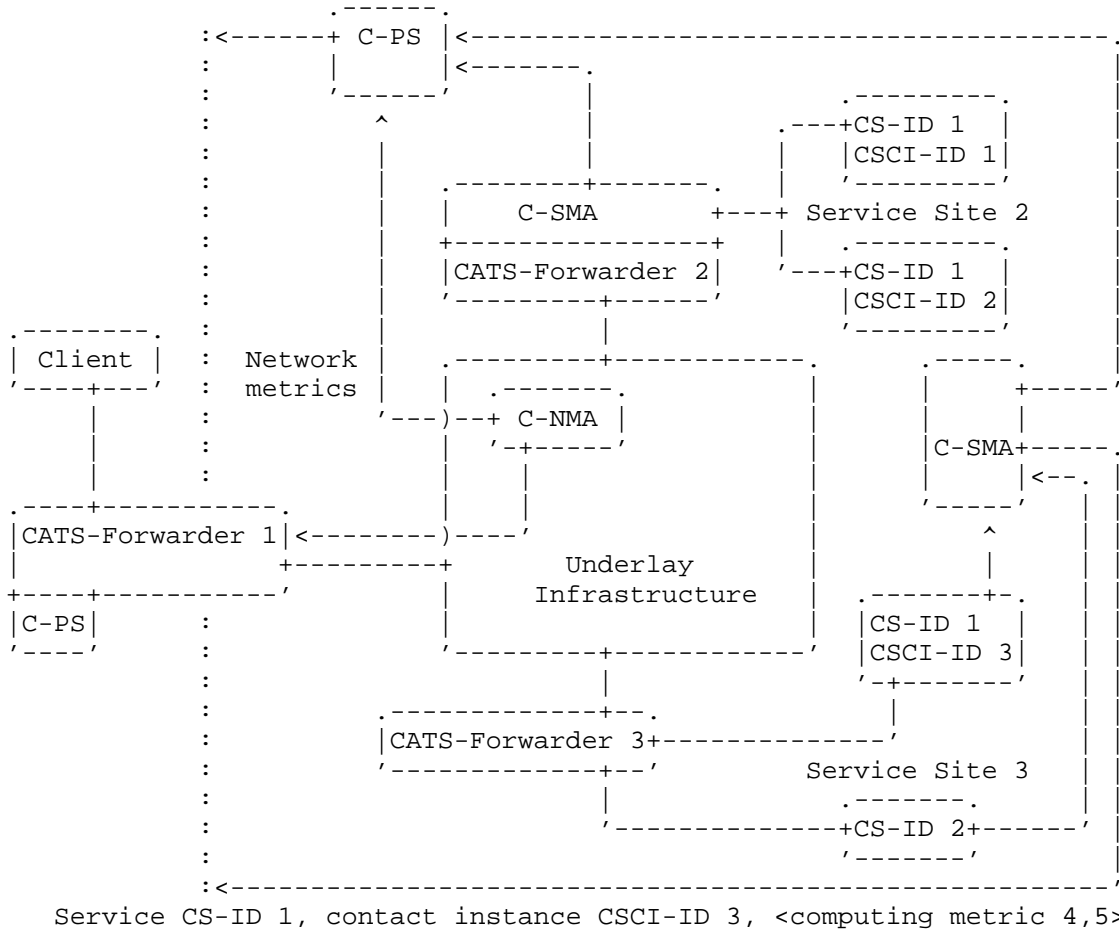 C-PS
CS-ID 1
CSCI-ID 1
C-SMA Service Site 2
CATS-Forwarder 2 CS-ID 1
CSCI-ID 2
Client Network
metrics
C-NMA
C-SMA
CATS-Forwarder 1
Underlay
Infrastructure
C-PS CS-ID 1
CSCI-ID 3
CATS-Forwarder 3
Service Site 3
CS-ID 2
Service CS-ID 1, contact instance CSCI-ID 3, <computing metric 4,5>